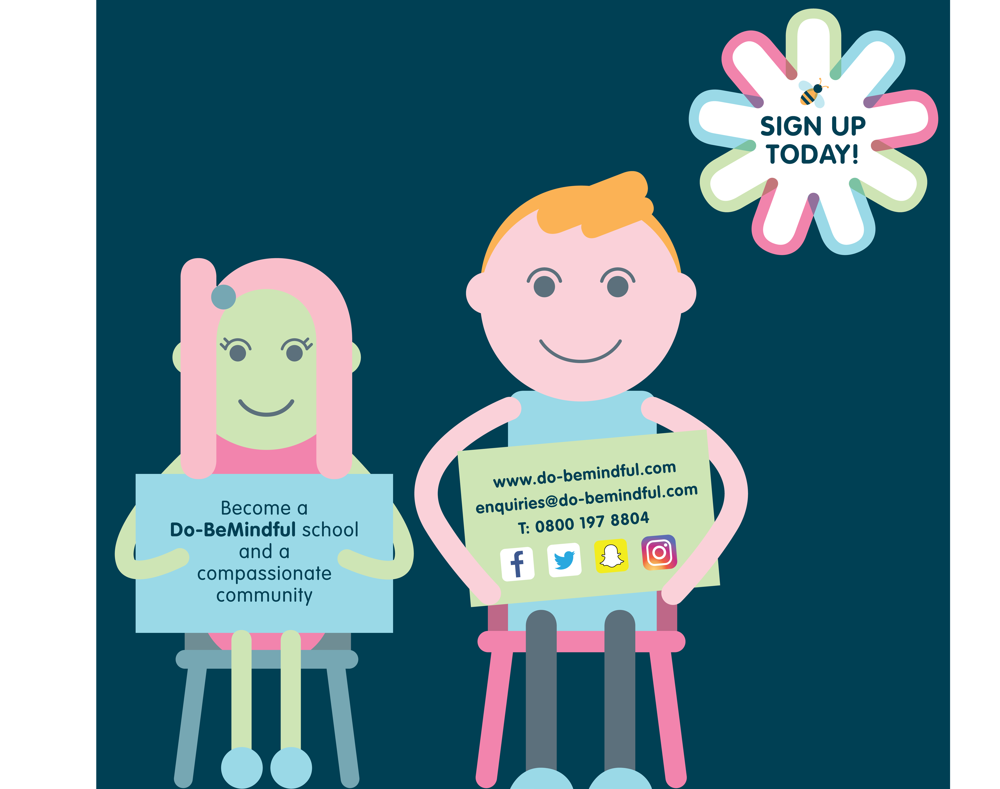 SIGN UP
TODAY!
Become a
Do-BeMindful school
and a
compassionate
community
www.do-bemindful.com
enquiries@do-bemindful.com
T: 0800 197 8804